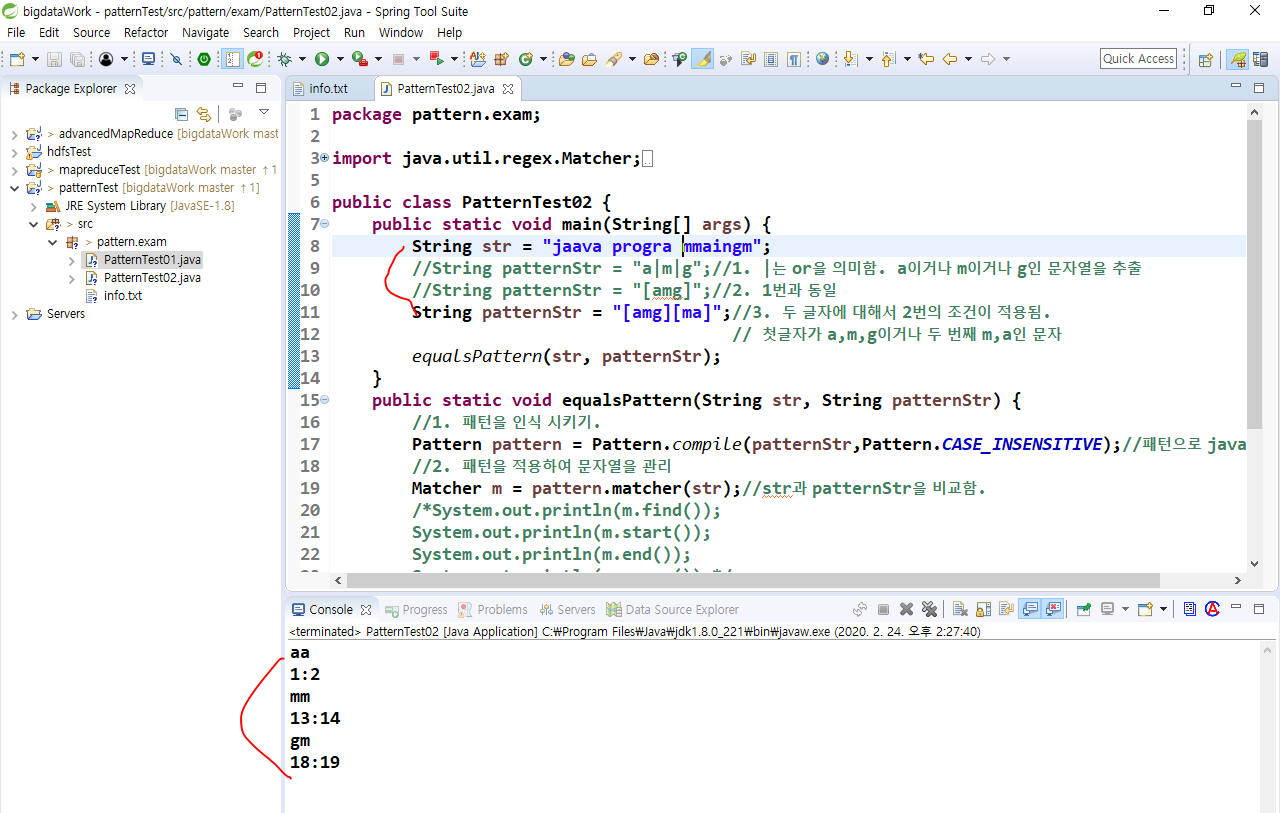 bigdataWork - patternTest/src/pattern/exam/PatternTest02.java - Spring Tool Suite
File Edit Source Refactor Navigate Search Project Run Window Help
Quick Access
Package Explorer
info.txt
PatternTest02.java
> advancedMapReduce [bigdataWork mast
hdfsTest
> mapreduceTest [bigdataWork master ↑1
> patternTest [bigdataWork master ↑1]
JRE System Library [JavaSE-1.8]
> src
> pattern.exam
PatternTest01.java
PatternTest02.java
info.txt
Servers
1 package pattern.exam;
2
3 import java.util.regex.Matcher;
5
6 public class PatternTest02 {
7 public static void main(String[] args) {
8 String str = "jaava progra mmaingm";
9 //String patternStr = "a|m|g";//1. |는 or을 의미함. a이거나 m이거나 g인 문자열을 추출
10 //String patternStr = "[amg]";//2. 1번과 동일
11 String patternStr = "[amg][ma]";//3. 두 글자에 대해서 2번의 조건이 적용됨.
12 // 첫글자가 a,m,g이거나 두 번째 m,a인 문자
13 equalsPattern(str, patternStr);
14 }
15 public static void equalsPattern(String str, String patternStr) {
16 //1. 패턴을 인식 시키기.
17 Pattern pattern = Pattern.compile(patternStr,Pattern.CASE_INSENSITIVE);//패턴으로 java
18 //2. 패턴을 적용하여 문자열을 관리
19 Matcher m = pattern.matcher(str);//str과 patternStr을 비교함.
20 /*System.out.println(m.find());
21 System.out.println(m.start());
22 System.out.println(m.end());
Console Progress Problems Servers Data Source Explorer
<terminated> PatternTest02 [Java Application] C:₩Program Files₩Java₩jdk1.8.0_221₩bin₩javaw.exe (2020. 2. 24. 오후 2:27:40)
aa
1:2
mm
13:14
gm
18:19